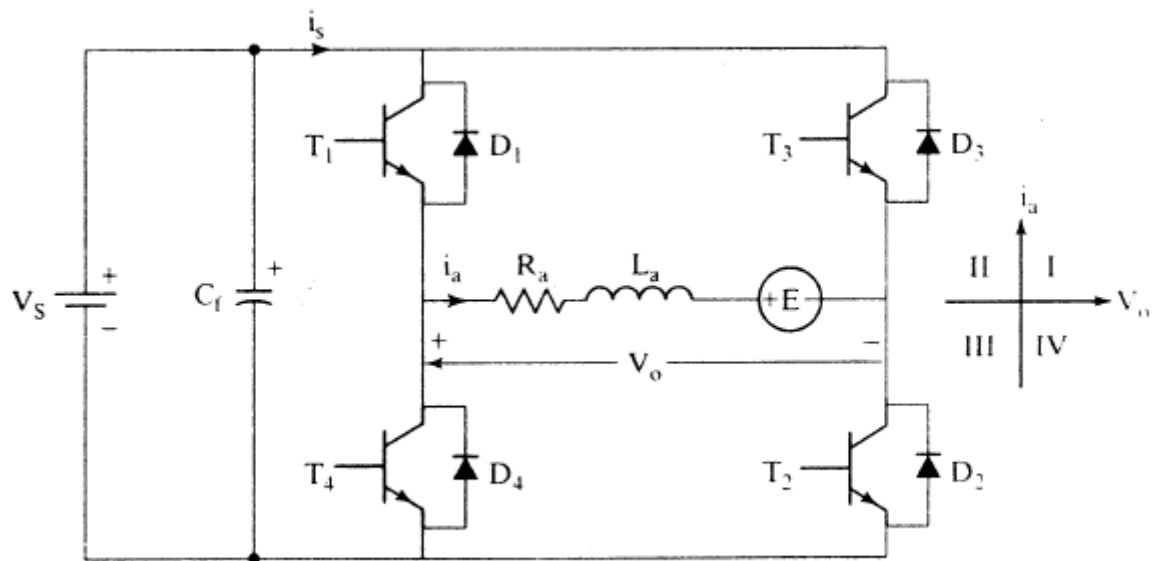 i_s
T_1
D_1
T_3
D_3
i_a
i_a
R_a
L_a
II
I
+
+
V_S
C_f
+E
V_o
−
+
−
III
IV
V_o
T_4
D_4
T_2
D_2